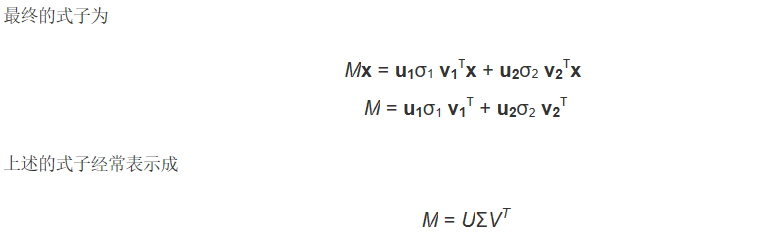 最终的式子为
Mx = u₁σ₁ v₁ᵀx + u₂σ₂ v₂ᵀx
M = u₁σ₁ v₁ᵀ + u₂σ₂ v₂ᵀ
上述的式子经常表示成
M = UΣVᵀ